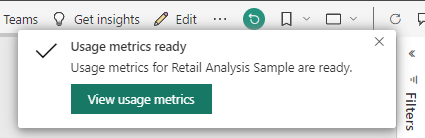 Teams Get insights Edit ...
Usage metrics ready
Usage metrics for Retail Analysis Sample are ready.
View usage metrics
Filters